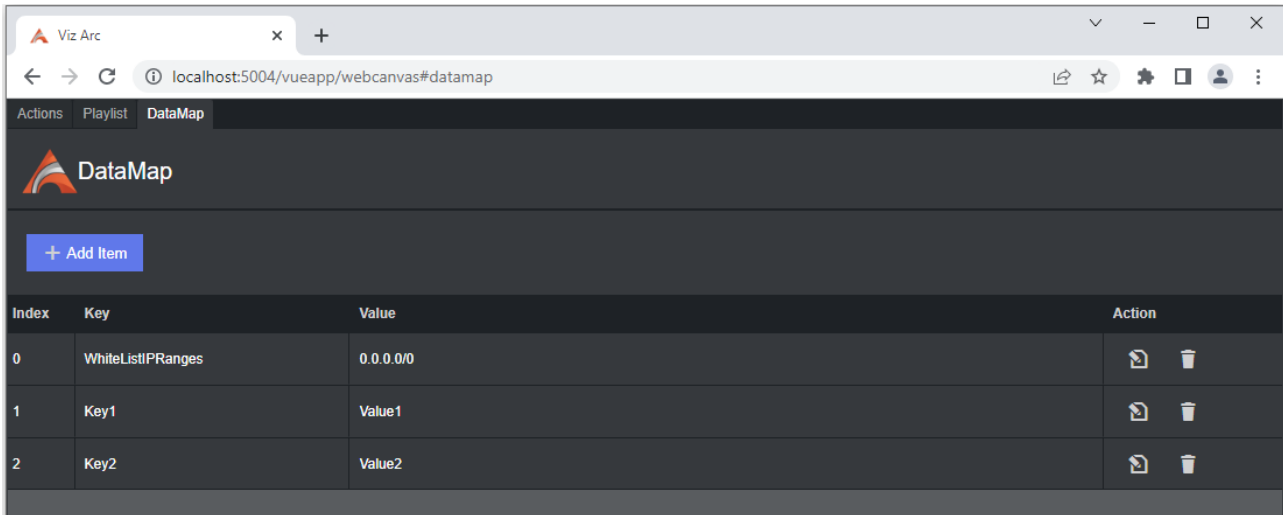 Viz Arc
localhost:5004/vueapp/webcanvas#datamap
Actions Playlist DataMap
DataMap
Add Item
Index Key Value Action
0 WhiteListIPRanges 0.0.0.0/0
1 Key1 Value1
2 Key2 Value2